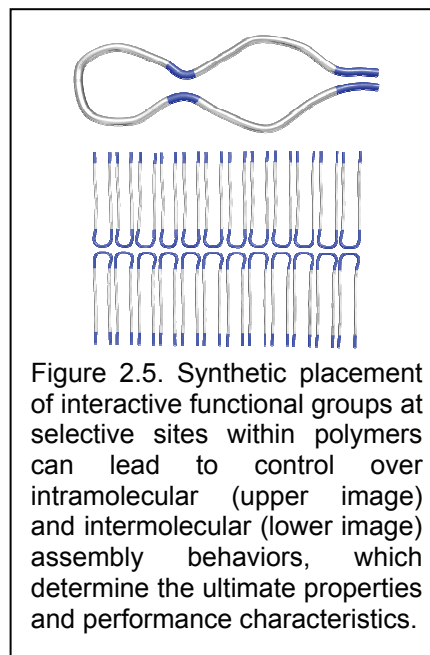 Figure 2.5. Synthetic placement
of interactive functional groups at
selective sites within polymers
can lead to control over
intramolecular (upper image)
and intermolecular (lower image)
assembly behaviors, which
determine the ultimate properties
and performance characteristics.